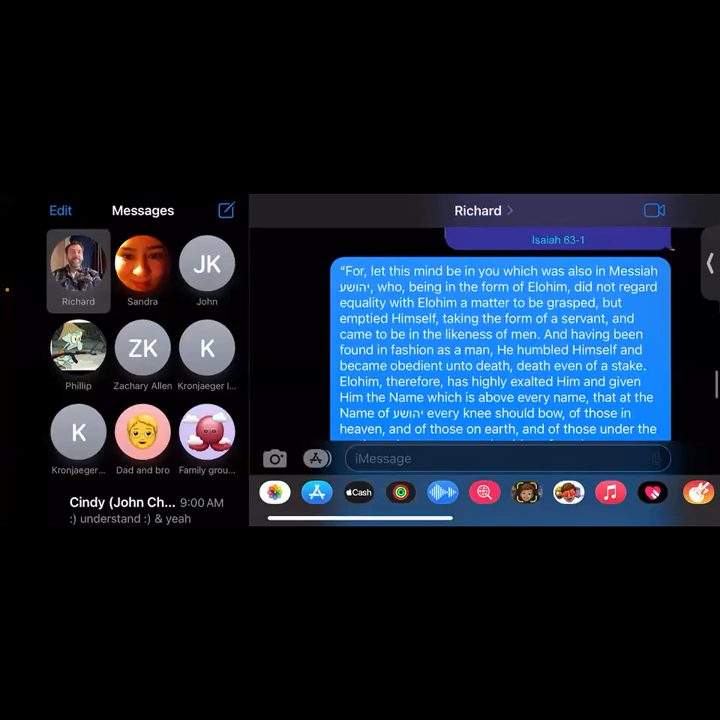 Edit
Messages
Richard
Sandra
JK
John
Phillip
ZK
Zachary Allen
K
Kronjaeger I...
K
Kronjaeger...
Dad and bro
Family grou...
Cindy (John Ch... 9:00 AM
:) understand :) & yeah
Richard
Isaiah 63-1
“For, let this mind be in you which was also in Messiah
יהושע, who, being in the form of Elohim, did not regard
equality with Elohim a matter to be grasped, but
emptied Himself, taking the form of a servant, and
came to be in the likeness of men. And having been
found in fashion as a man, He humbled Himself and
became obedient unto death, death even of a stake.
Elohim, therefore, has highly exalted Him and given
Him the Name which is above every name, that at the
Name of יהושע every knee should bow, of those in
heaven, and of those on earth, and of those under the
iMessage
Cash